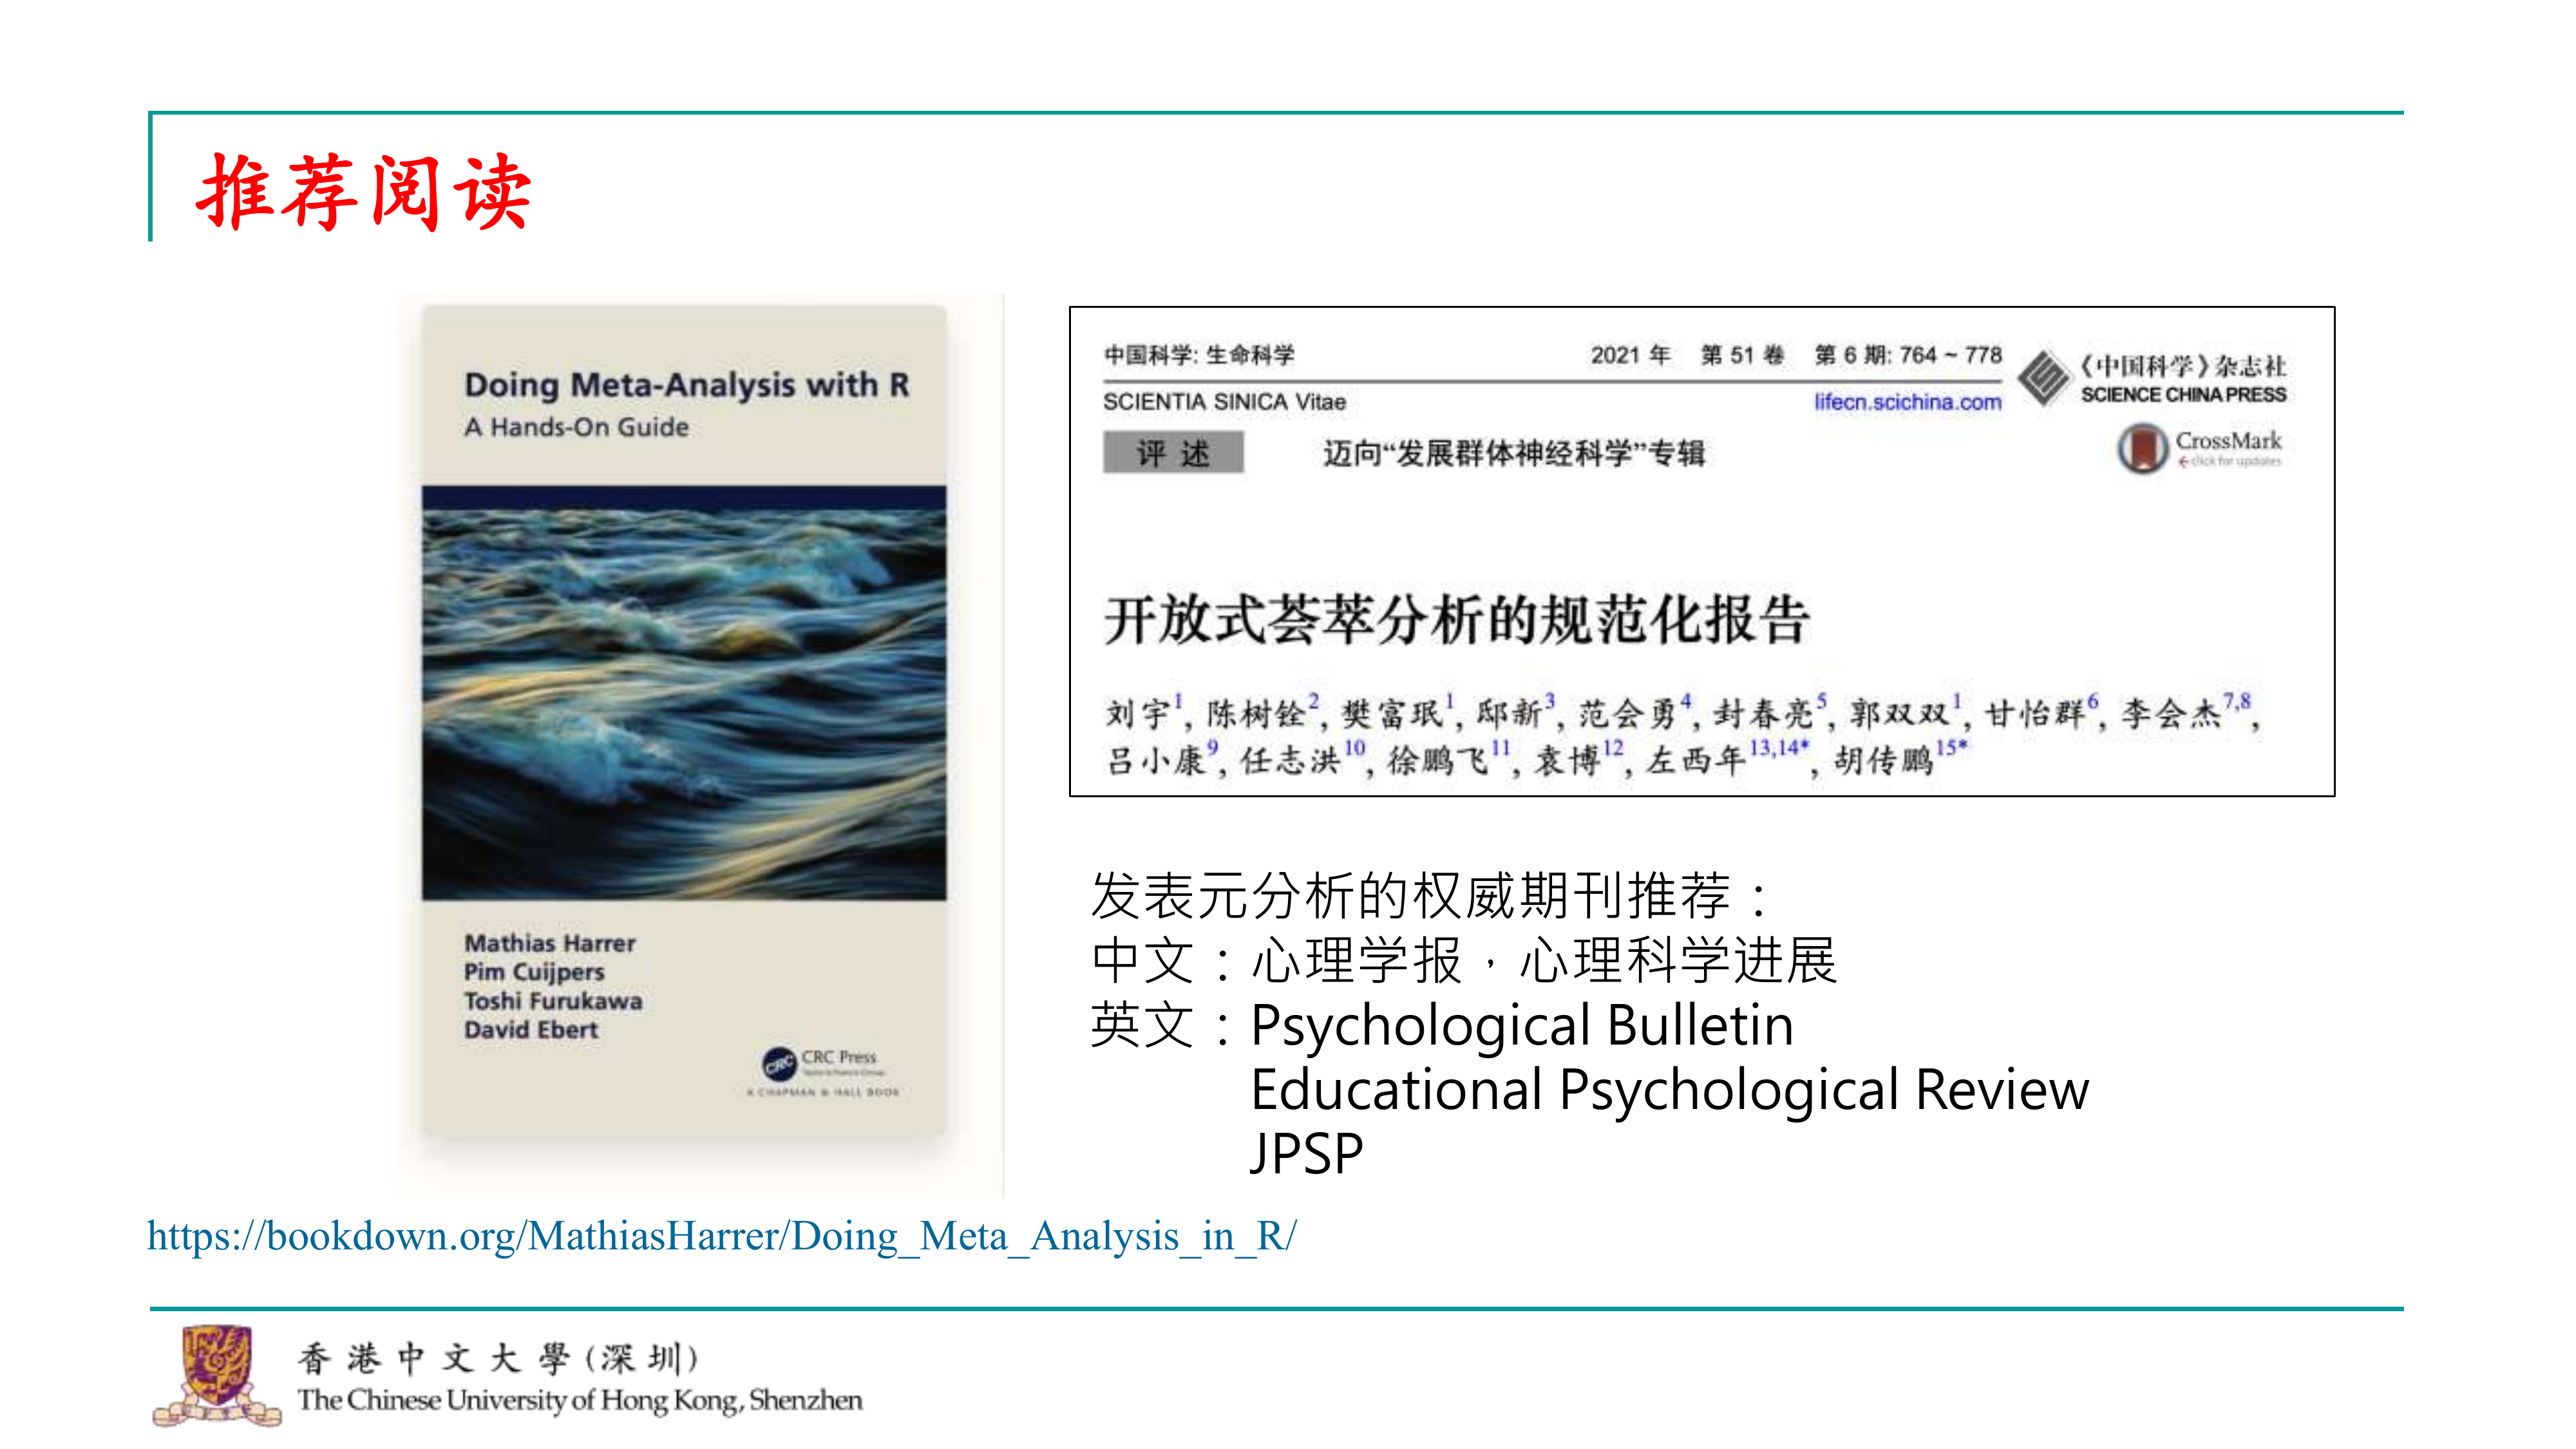 推荐阅读
Doing Meta-Analysis with R
A Hands-On Guide
Mathias Harrer
Pim Cuijpers
Toshi Furukawa
David Ebert
CRC Press
A CHAPMAN & HALL BOOK
中国科学: 生命科学 2021 年 第 51 卷 第 6 期: 764 ~ 778
SCIENTIA SINICA Vitae lifecn.scichina.com
《中国科学》杂志社
SCIENCE CHINA PRESS
CrossMark
click for updates
评 述 迈向“发展群体神经科学”专辑
开放式荟萃分析的规范化报告
刘宇1, 陈树铨2, 樊富珉1, 邸新3, 范会勇4, 封春亮5, 郭双双1, 甘怡群6, 李会杰7,8,
吕小康9, 任志洪10, 徐鹏飞11, 袁博12, 左西年13,14*, 胡传鹏15*
发表元分析的权威期刊推荐：
中文：心理学报，心理科学进展
英文：Psychological Bulletin
Educational Psychological Review
JPSP
https://bookdown.org/MathiasHarrer/Doing_Meta_Analysis_in_R/
香港中文大學(深圳)
The Chinese University of Hong Kong, Shenzhen